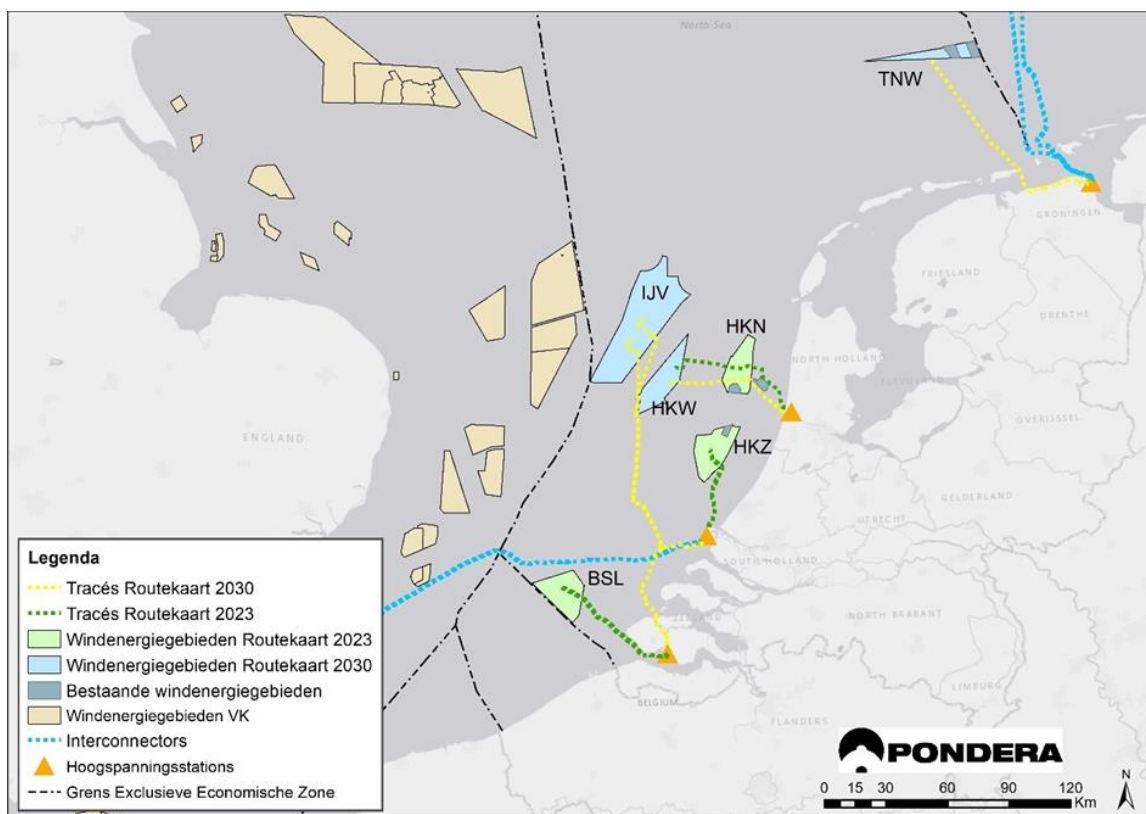 North Sea
TNW
GRONINGEN
FRIESLAND
DRENTHE
IJV
HKN
NORTH HOLLAND
FLEVOLAND
OVERIJSSEL
HKW
ENGLAND
HKZ
GELDERLAND
UTRECHT
SOUTH HOLLAND
BSL
NORTH BRABANT
ZEELAND
LIMBURG
BELGIUM
FLANDERS
Legenda
Tracés Routekaart 2030
Tracés Routekaart 2023
Windenergiegebieden Routekaart 2023
Windenergiegebieden Routekaart 2030
Bestaande windenergiegebieden
Windenergiegebieden VK
Interconnectors
Hoogspanningsstations
Grens Exclusieve Economische Zone
PONDERA
0 15 30 60 90 120
Km
N